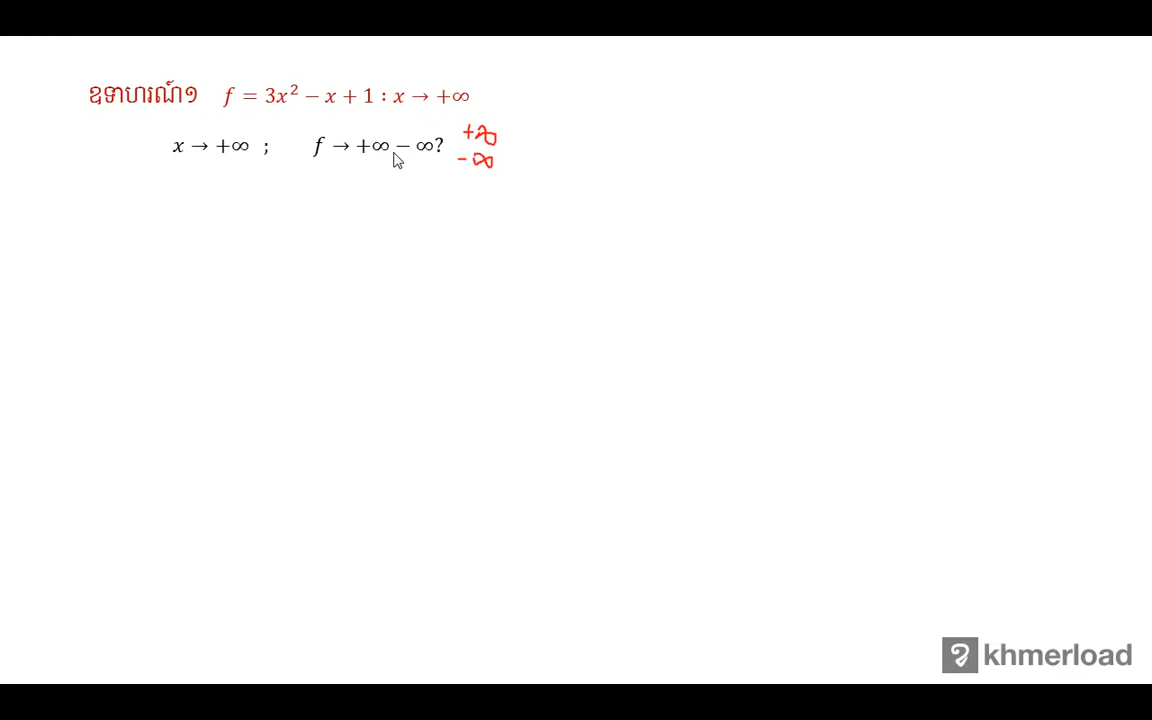 ឧទាហរណ៍១ f = 3x² − x + 1 : x → +∞
x → +∞ ; f → +∞ − ∞? +∞
−∞
khmerload